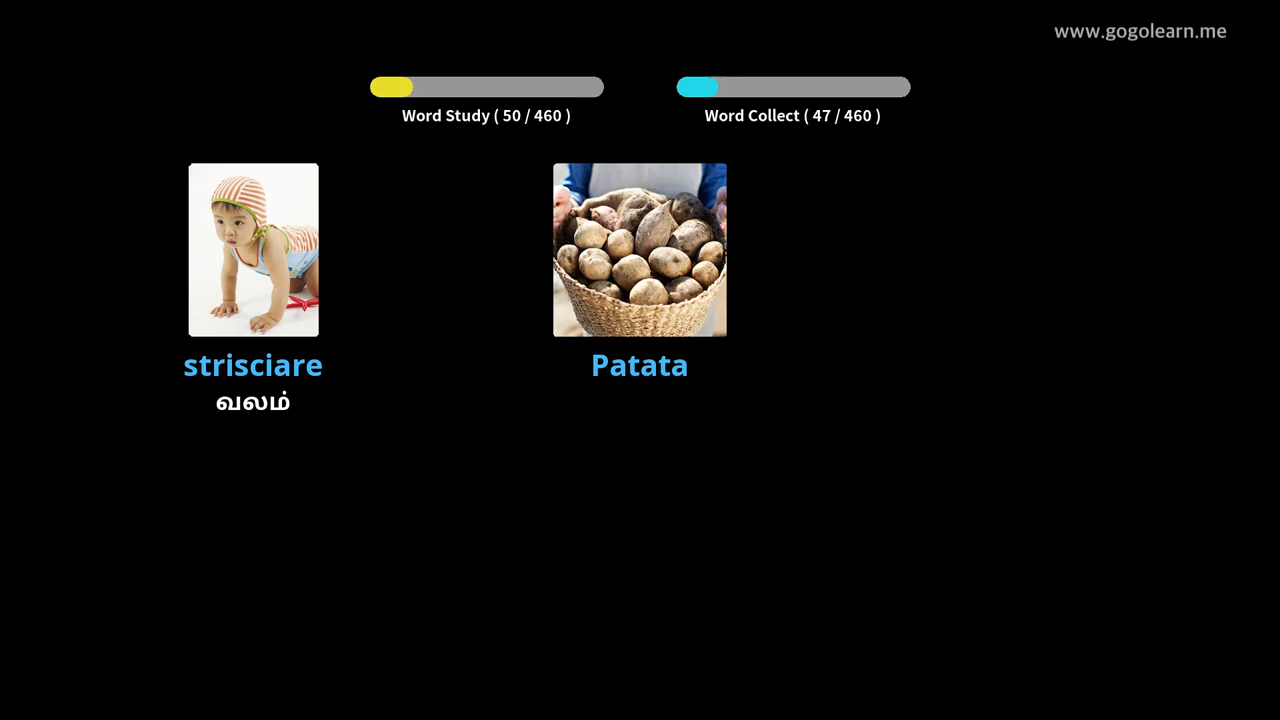 www.gogolearn.me
Word Study ( 50 / 460 )
Word Collect ( 47 / 460 )
strisciare
Patata
வலம்